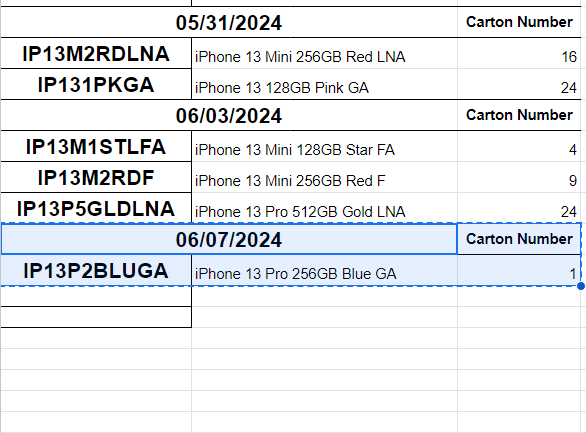 05/31/2024 Carton Number
IP13M2RDLNA iPhone 13 Mini 256GB Red LNA 16
IP131PKGA iPhone 13 128GB Pink GA 24
06/03/2024 Carton Number
IP13M1STLFA iPhone 13 Mini 128GB Star FA 4
IP13M2RDF iPhone 13 Mini 256GB Red F 9
IP13P5GLDLNA iPhone 13 Pro 512GB Gold LNA 24
06/07/2024 Carton Number
IP13P2BLUGA iPhone 13 Pro 256GB Blue GA 1